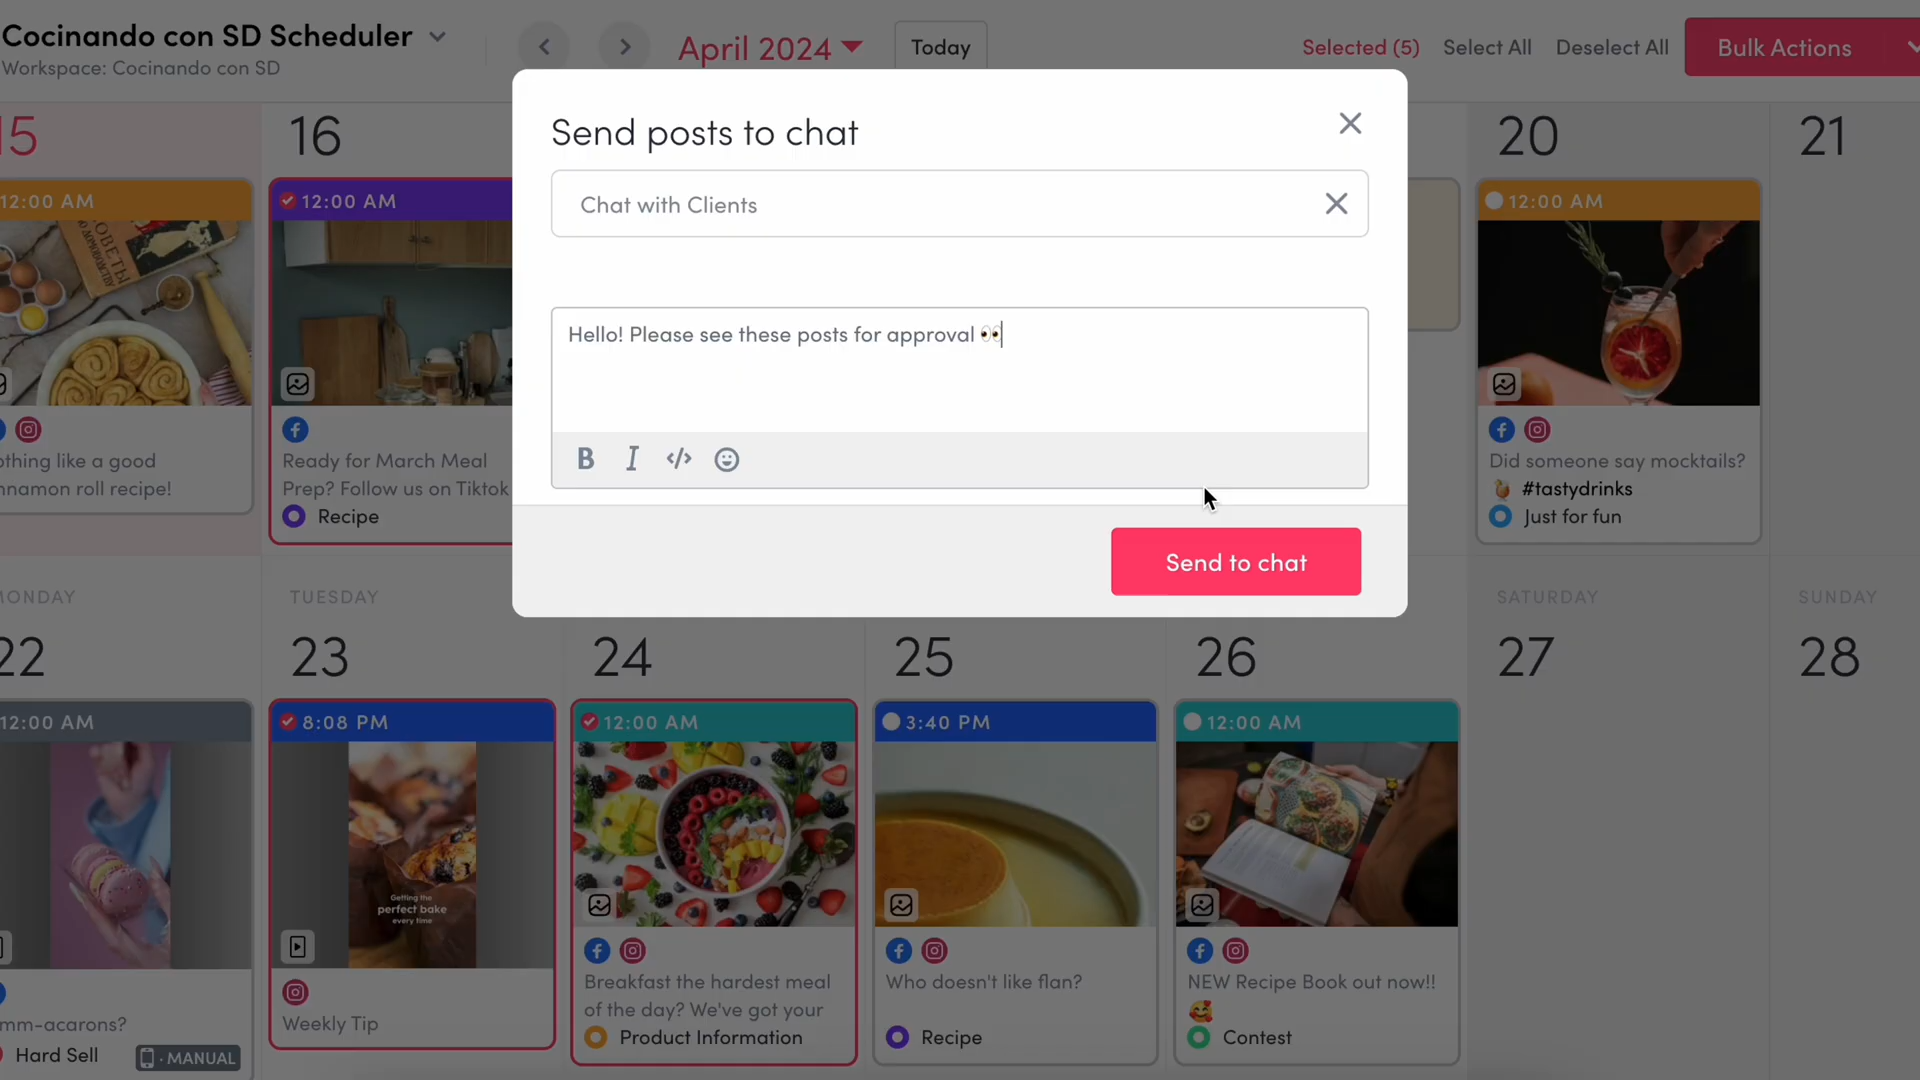 Cocinando con SD Scheduler
Workspace: Cocinando con SD
April 2024
Today
Selected (5)
Select All
Deselect All
Bulk Actions
Send posts to chat
Chat with Clients
Hello! Please see these posts for approval 👀
B I </>
Send to chat
15
16
20
21
12:00 AM
12:00 AM
12:00 AM
othing like a good
nnamon roll recipe!
Ready for March Meal
Prep? Follow us on Tiktok
Recipe
Did someone say mocktails?
🍹 #tastydrinks
Just for fun
MONDAY
TUESDAY
SATURDAY
SUNDAY
22
23
24
25
26
27
28
12:00 AM
8:08 PM
12:00 AM
3:40 PM
12:00 AM
Getting the
perfect bake
every time
mm-acarons?
Hard Sell
· MANUAL
Weekly Tip
Breakfast the hardest meal
of the day? We've got your
Product Information
Who doesn't like flan?
Recipe
NEW Recipe Book out now!!
🥰
Contest